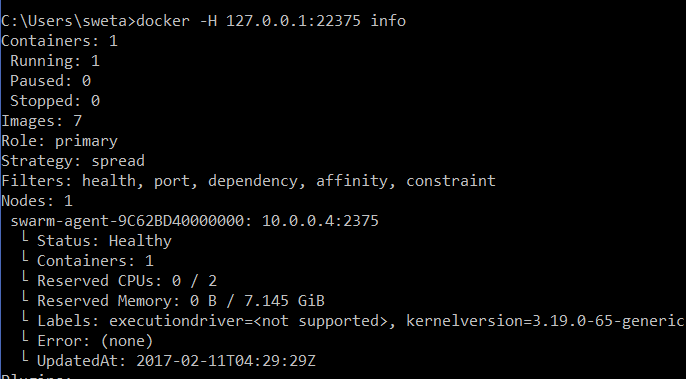 C:\Users\sweta>docker -H 127.0.0.1:22375 info
Containers: 1
 Running: 1
 Paused: 0
 Stopped: 0
Images: 7
Role: primary
Strategy: spread
Filters: health, port, dependency, affinity, constraint
Nodes: 1
 swarm-agent-9C62BD40000000: 10.0.0.4:2375
  └ Status: Healthy
  └ Containers: 1
  └ Reserved CPUs: 0 / 2
  └ Reserved Memory: 0 B / 7.145 GiB
  └ Labels: executiondriver=<not supported>, kernelversion=3.19.0-65-generic
  └ Error: (none)
  └ UpdatedAt: 2017-02-11T04:29:29Z
Plugins: